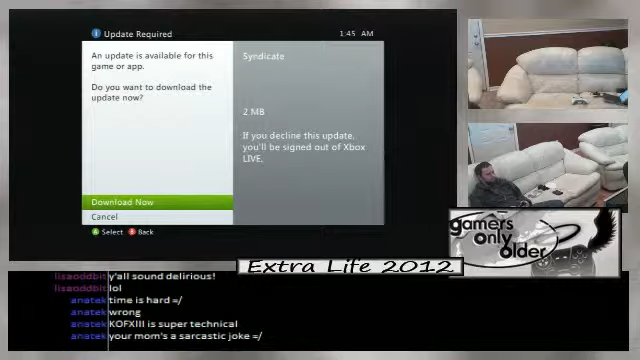 Update Required
1:45 AM
An update is available for this
game or app.
Do you want to download the
update now?
Syndicate
2 MB
If you decline this update,
you'll be signed out of Xbox
LIVE.
Download Now
Cancel
A Select B Back
gamers
only
older
Extra Life 2012
lisaoddbit y'all sound delirious!
lisaoddbit lol
anatek time is hard =/
anatek wrong
anatek KOFXIII is super technical
anatek your mom's a sarcastic joke =/